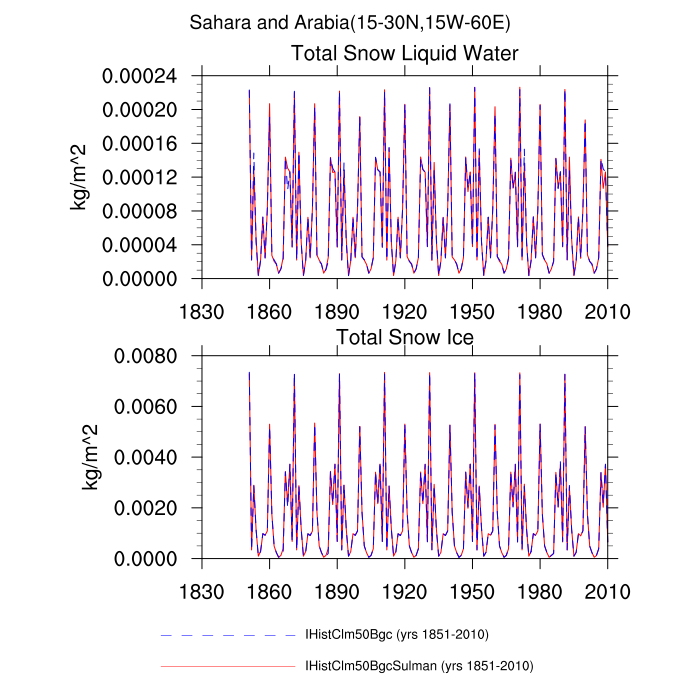 Sahara and Arabia(15-30N,15W-60E)
Total Snow Liquid Water
0.00024
0.00020
0.00016
0.00012
0.00008
0.00004
0.00000
kg/m^2
1830 1860 1890 1920 1950 1980 2010
Total Snow Ice
0.0080
0.0060
0.0040
0.0020
0.0000
kg/m^2
1830 1860 1890 1920 1950 1980 2010
IHistClm50Bgc (yrs 1851-2010)
IHistClm50BgcSulman (yrs 1851-2010)